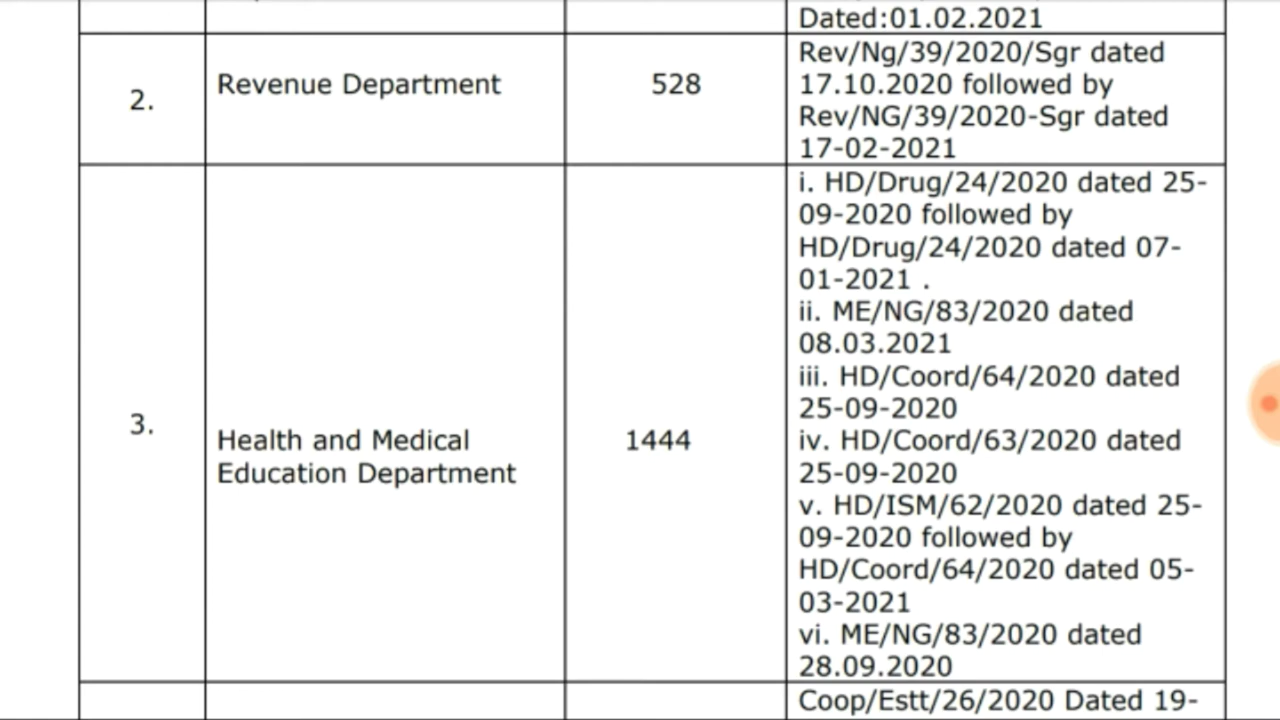 Dated:01.02.2021
2.
Revenue Department
528
Rev/Ng/39/2020/Sgr dated
17.10.2020 followed by
Rev/NG/39/2020-Sgr dated
17-02-2021
3.
Health and Medical
Education Department
1444
i. HD/Drug/24/2020 dated 25-
09-2020 followed by
HD/Drug/24/2020 dated 07-
01-2021 .
ii. ME/NG/83/2020 dated
08.03.2021
iii. HD/Coord/64/2020 dated
25-09-2020
iv. HD/Coord/63/2020 dated
25-09-2020
v. HD/ISM/62/2020 dated 25-
09-2020 followed by
HD/Coord/64/2020 dated 05-
03-2021
vi. ME/NG/83/2020 dated
28.09.2020
Coop/Estt/26/2020 Dated 19-